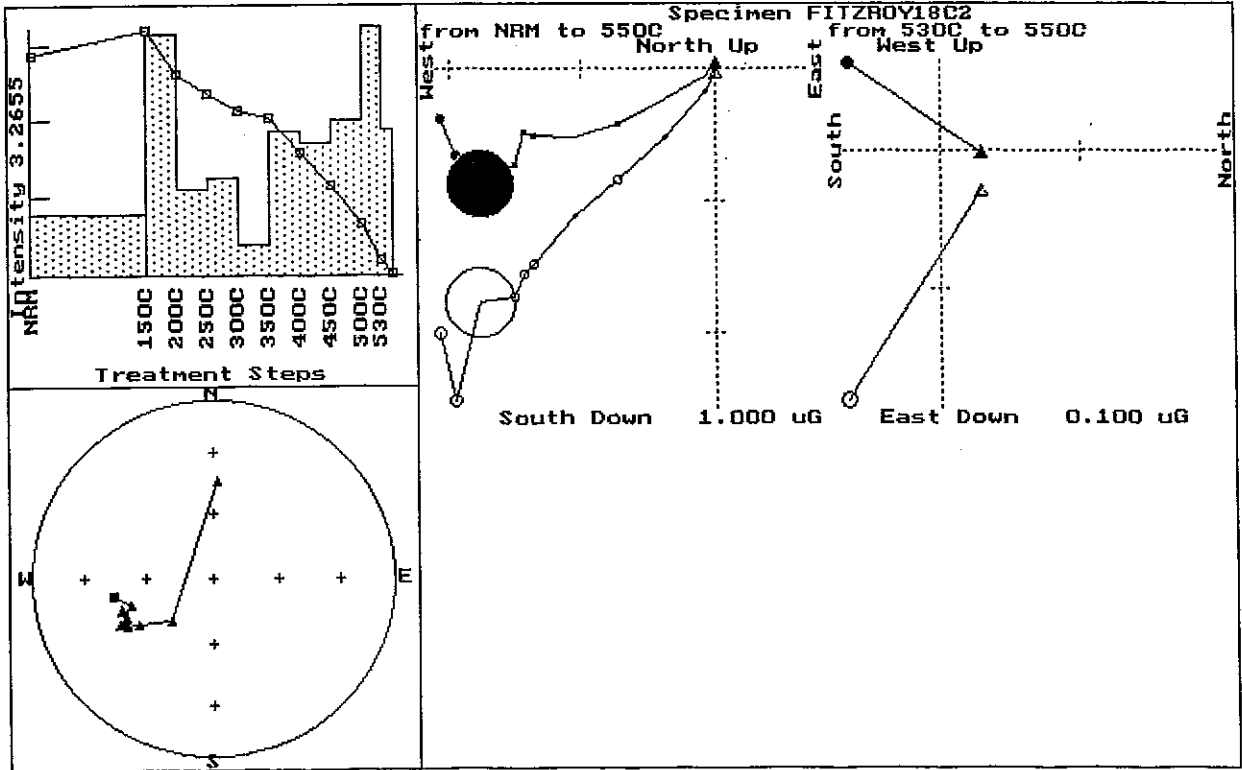 Specimen FITZROY18C2
from NRM to 550C
from 530C to 550C
North Up
West Up
West
East
South
North
South Down 1.000 uG
East Down 0.100 uG
Intensity 3.2655
NRM
150C
200C
250C
300C
350C
400C
450C
500C
530C
Treatment Steps
N
W
E
S